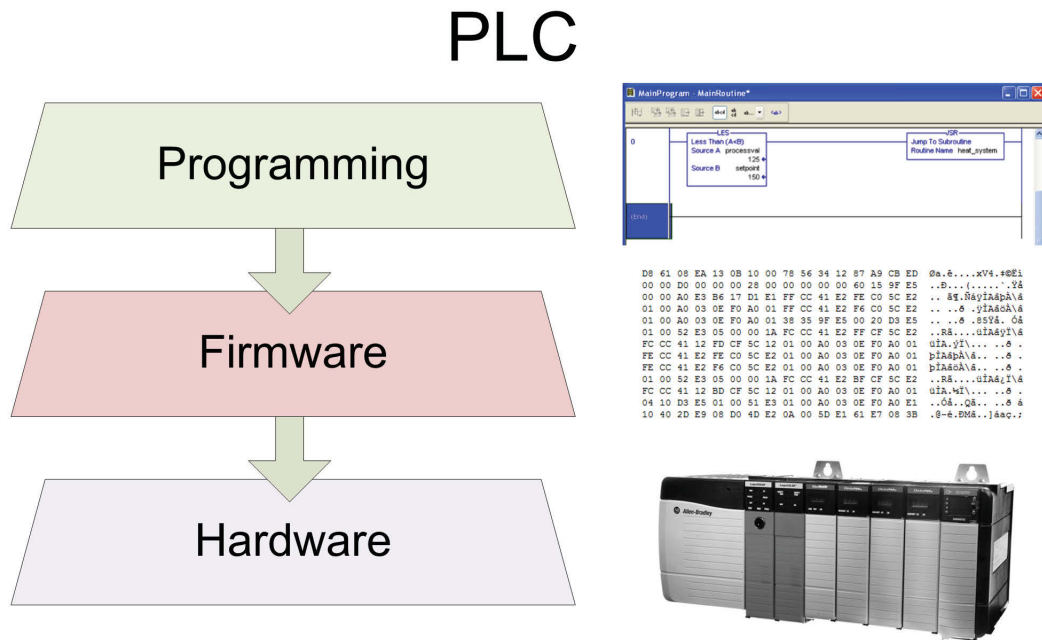 PLC
Programming
Firmware
Hardware
MainProgram - MainRoutine*
0
LES
Less Than (A<B)
Source A processval
125
Source B setpoint
150
JSR
Jump To Subroutine
Routine Name heat_system
(End)
D8 61 08 EA 13 0B 10 00 78 56 34 12 87 A9 CB ED Øa.ê....xV4.‡©Ëí
00 00 D0 00 00 00 28 00 00 00 00 00 60 15 9F E5 ..Ð...(.....`.Ÿå
00 00 A0 E3 B6 17 D1 E1 FF CC 41 E2 FE C0 5C E2
01 00 A0 03 0E F0 A0 01 FF CC 41 E2 F6 C0 5C E2
01 00 A0 03 0E F0 A0 01 38 35 9F E5 00 20 D3 E5
01 00 52 E3 05 00 00 1A FC CC 41 E2 FF CF 5C E2
FC CC 41 12 FD CF 5C 12 01 00 A0 03 0E F0 A0 01
FE CC 41 E2 FE C0 5C E2 01 00 A0 03 0E F0 A0 01
FE CC 41 E2 F6 C0 5C E2 01 00 A0 03 0E F0 A0 01
01 00 52 E3 05 00 00 1A FC CC 41 E2 BF CF 5C E2
FC CC 41 12 BD CF 5C 12 01 00 A0 03 0E F0 A0 01
04 10 D3 E5 01 00 51 E3 01 00 A0 03 0E F0 A0 E1
10 40 2D E9 08 D0 4D E2 0A 00 5D E1 61 E7 08 3B .@-é.ÐMâ..]áaç.;
Allen-Bradley